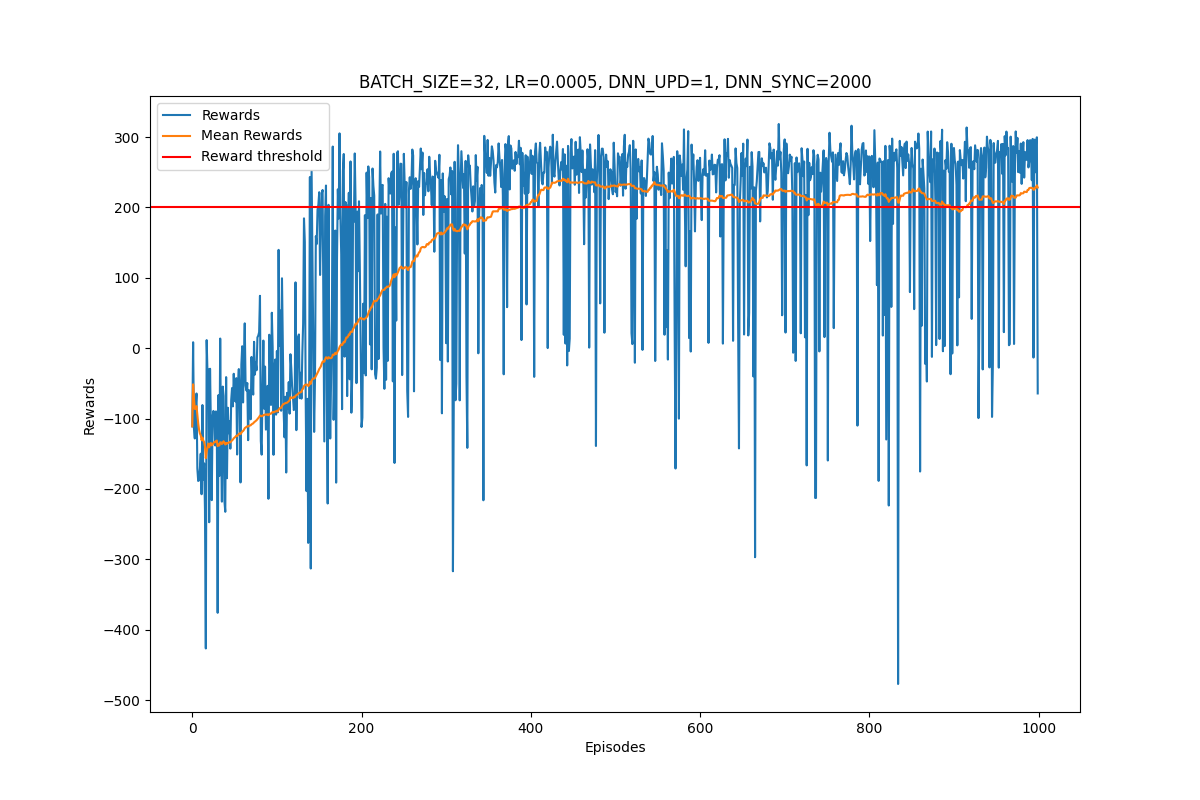 BATCH_SIZE=32, LR=0.0005, DNN_UPD=1, DNN_SYNC=2000
Rewards
Mean Rewards
Reward threshold
300
200
100
0
−100
−200
−300
−400
−500
Rewards
0 200 400 600 800 1000
Episodes